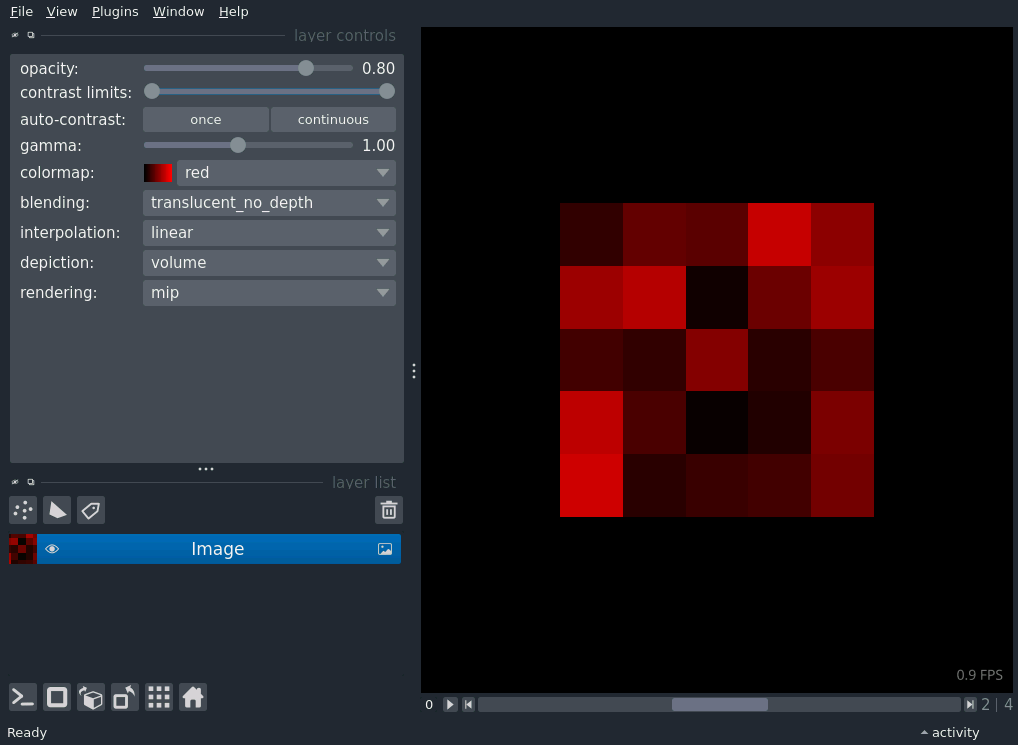 File View Plugins Window Help
layer controls
opacity: 0.80
contrast limits:
auto-contrast: once continuous
gamma: 1.00
colormap: red
blending: translucent_no_depth
interpolation: linear
depiction: volume
rendering: mip
layer list
Image
0.9 FPS
0 2 | 4
Ready activity